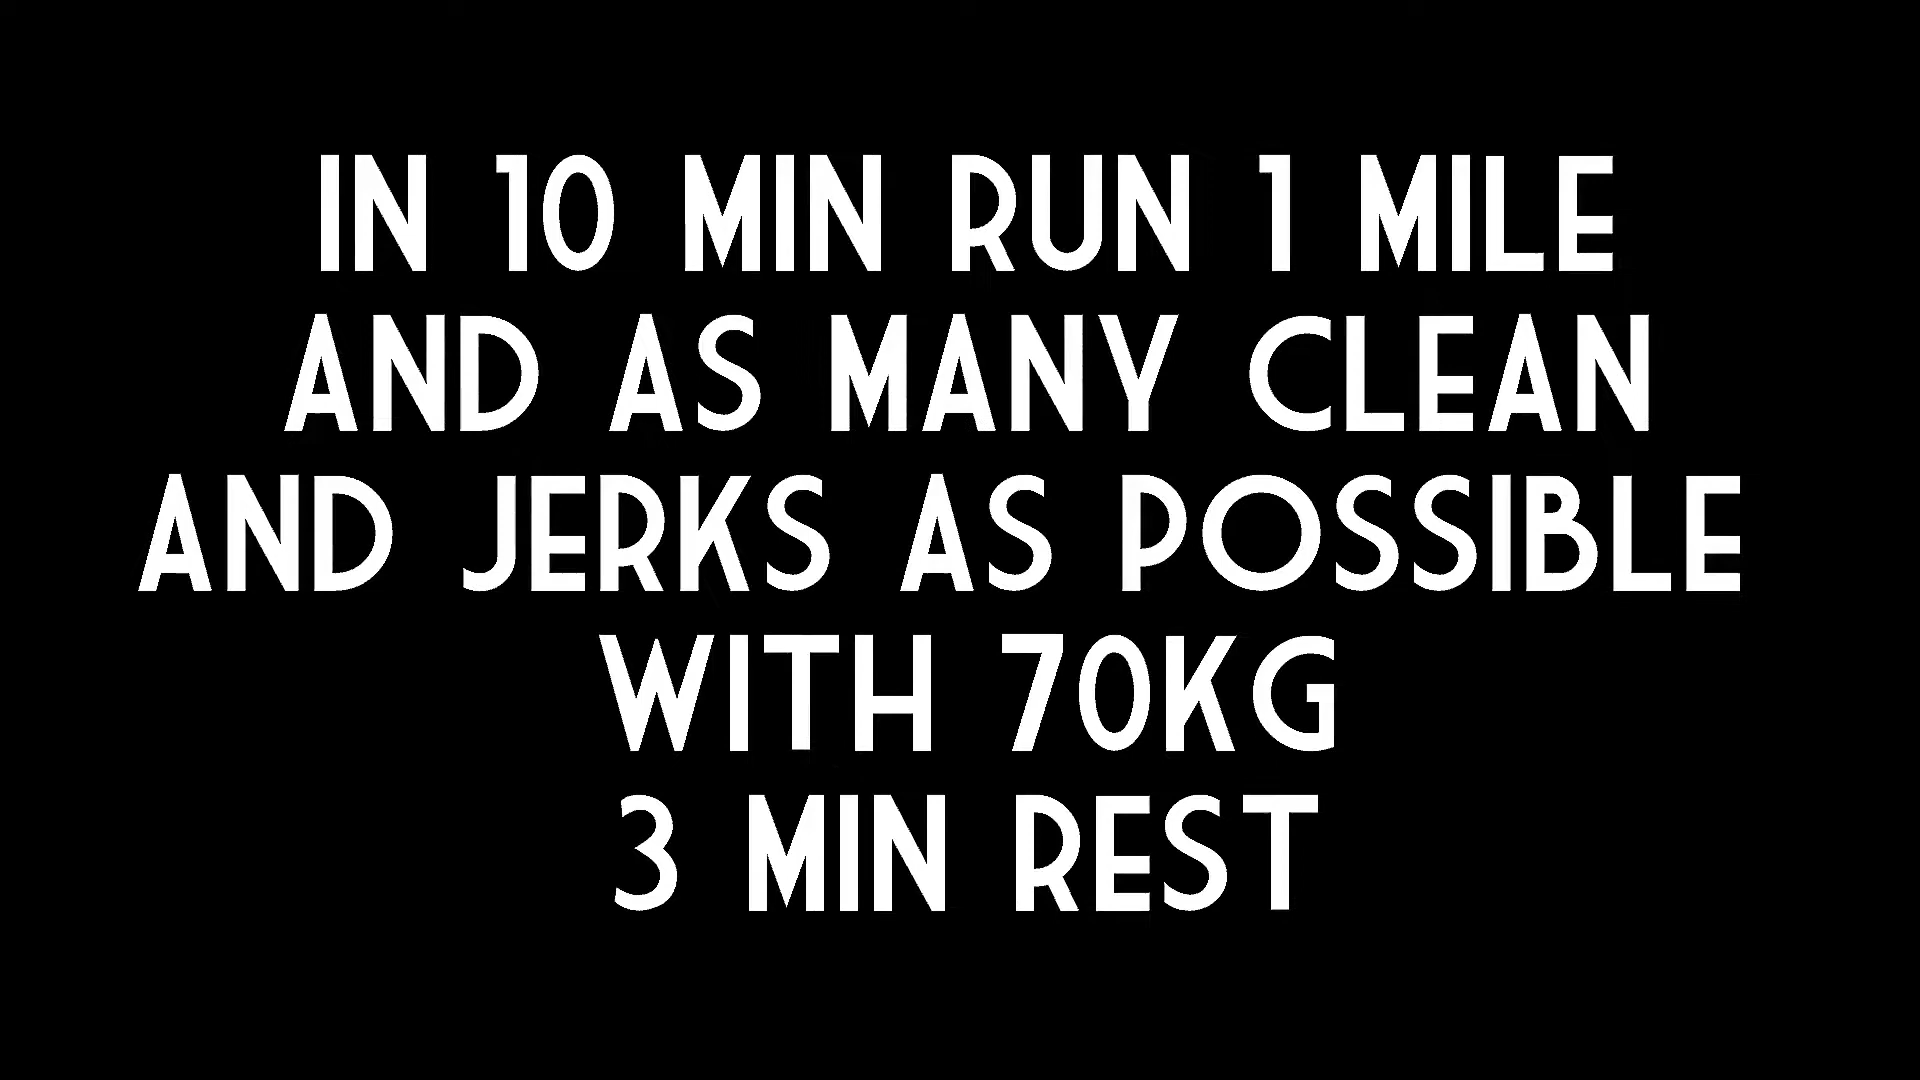 IN 10 MIN RUN 1 MILE
AND AS MANY CLEAN
AND JERKS AS POSSIBLE
WITH 70KG
3 MIN REST